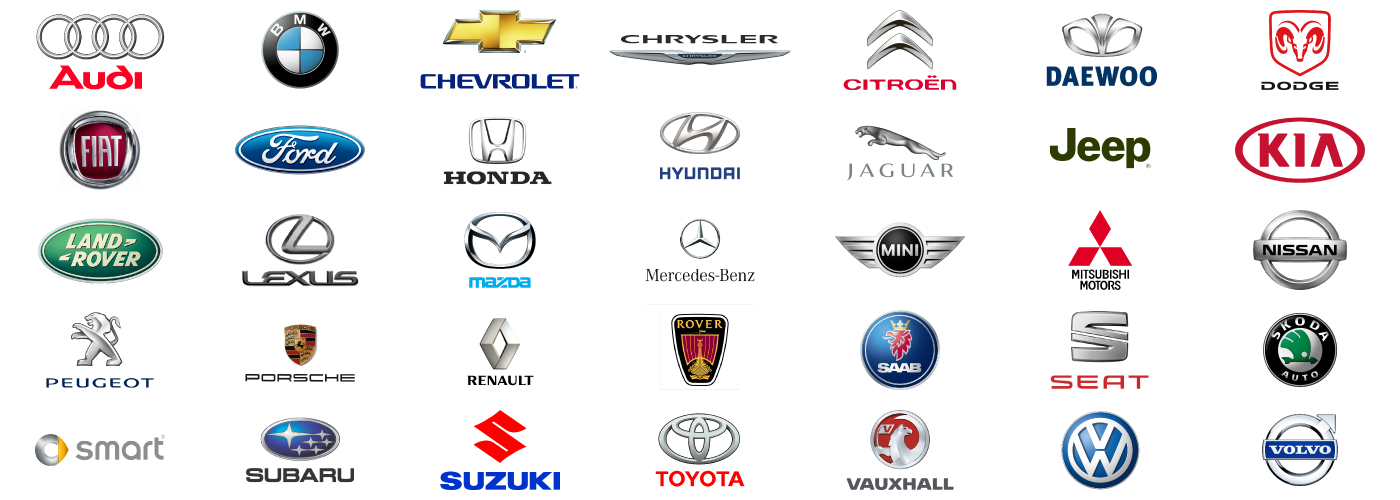 Audi
BMW
CHEVROLET
CHRYSLER
CITROËN
DAEWOO
DODGE
FIAT
Ford
HONDA
HYUNDAI
JAGUAR
Jeep
KIA
LAND-
ROVER
LEXUS
mazda
Mercedes-Benz
MINI
MITSUBISHI
MOTORS
NISSAN
PEUGEOT
PORSCHE
PORSCHE
RENAULT
ROVER
SAAB
SEAT
SKODA
AUTO
smart
SUBARU
SUZUKI
TOYOTA
VAUXHALL
VOLVO